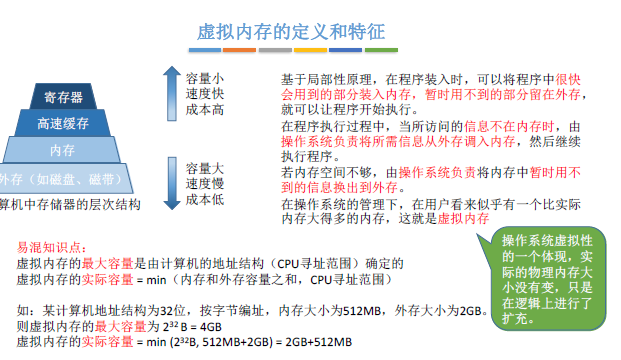 虚拟内存的定义和特征
寄存器
高速缓存
内存
外存（如磁盘、磁带）
算机中存储器的层次结构
容量小
速度快
成本高
容量大
速度慢
成本低
基于局部性原理，在程序装入时，可以将程序中很快
会用到的部分装入内存，暂时用不到的部分留在外存，
就可以让程序开始执行。
在程序执行过程中，当所访问的信息不在内存时，由
操作系统负责将所需信息从外存调入内存，然后继续
执行程序。
若内存空间不够，由操作系统负责将内存中暂时用不
到的信息换出到外存。
在操作系统的管理下，在用户看来似乎有一个比实际
内存大得多的内存，这就是虚拟内存
易混知识点：
虚拟内存的最大容量是由计算机的地址结构（CPU寻址范围）确定的
虚拟内存的实际容量 = min（内存和外存容量之和，CPU寻址范围）
如：某计算机地址结构为32位，按字节编址，内存大小为512MB，外存大小为2GB。
则虚拟内存的最大容量为 2³² B = 4GB
虚拟内存的实际容量 = min (2³²B, 512MB+2GB) = 2GB+512MB
操作系统虚拟性
的一个体现，实
际的物理内存大
小没有变，只是
在逻辑上进行了
扩充。